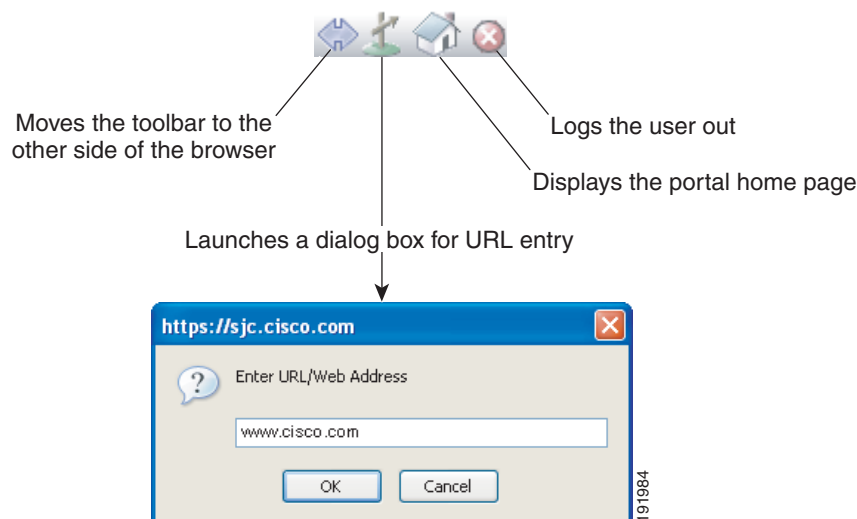 Moves the toolbar to the
other side of the browser
Logs the user out
Displays the portal home page
Launches a dialog box for URL entry
https://sjc.cisco.com
?
Enter URL/Web Address
www.cisco.com
OK
Cancel
191984